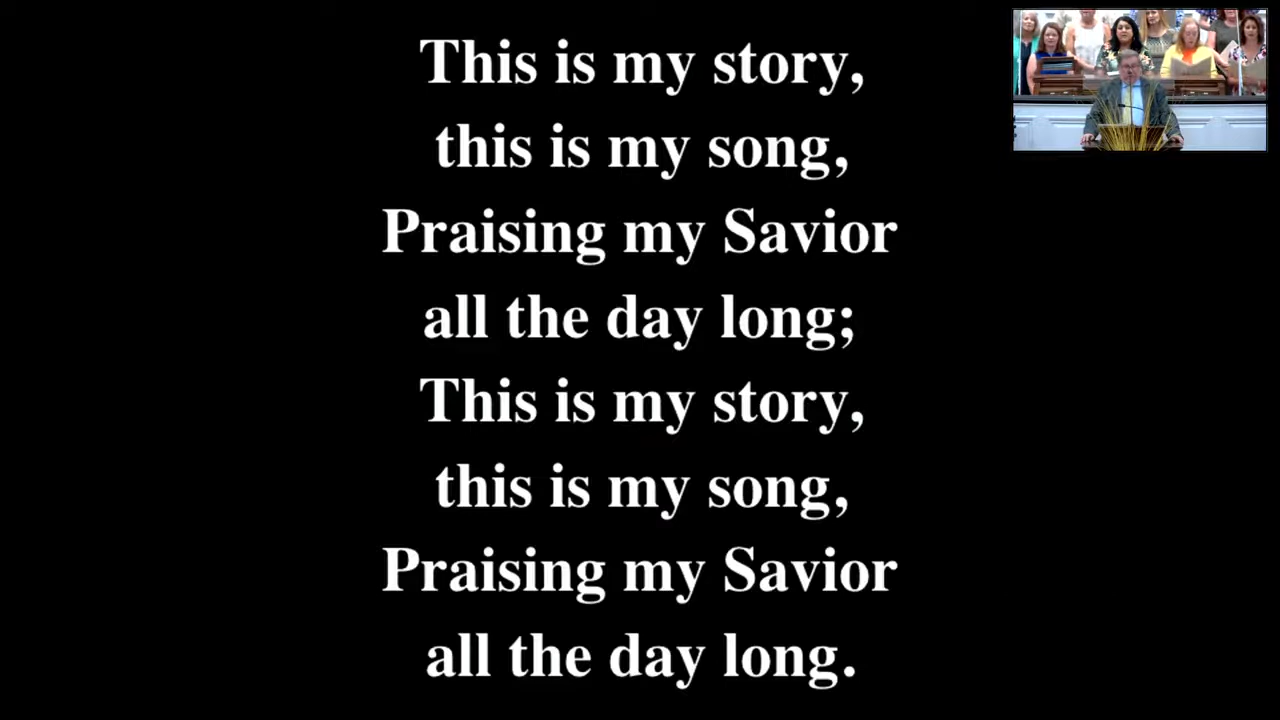 This is my story,
this is my song,
Praising my Savior
all the day long;
This is my story,
this is my song,
Praising my Savior
all the day long.